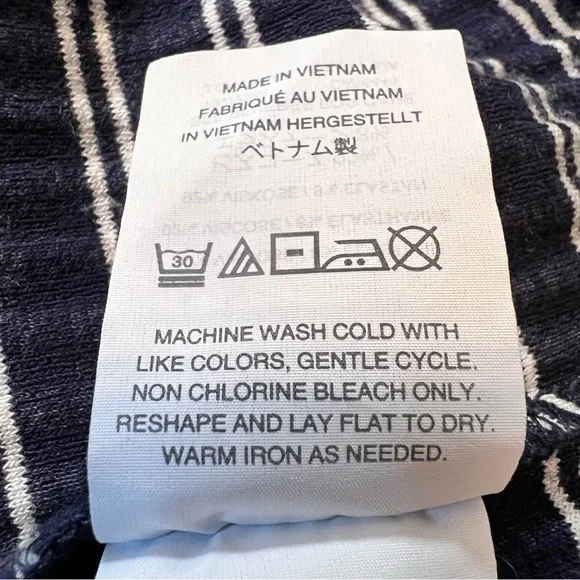 MADE IN VIETNAM
FABRIQUÉ AU VIETNAM
IN VIETNAM HERGESTELLT
ベトナム製
30
MACHINE WASH COLD WITH
LIKE COLORS, GENTLE CYCLE.
NON CHLORINE BLEACH ONLY.
RESHAPE AND LAY FLAT TO DRY.
WARM IRON AS NEEDED.